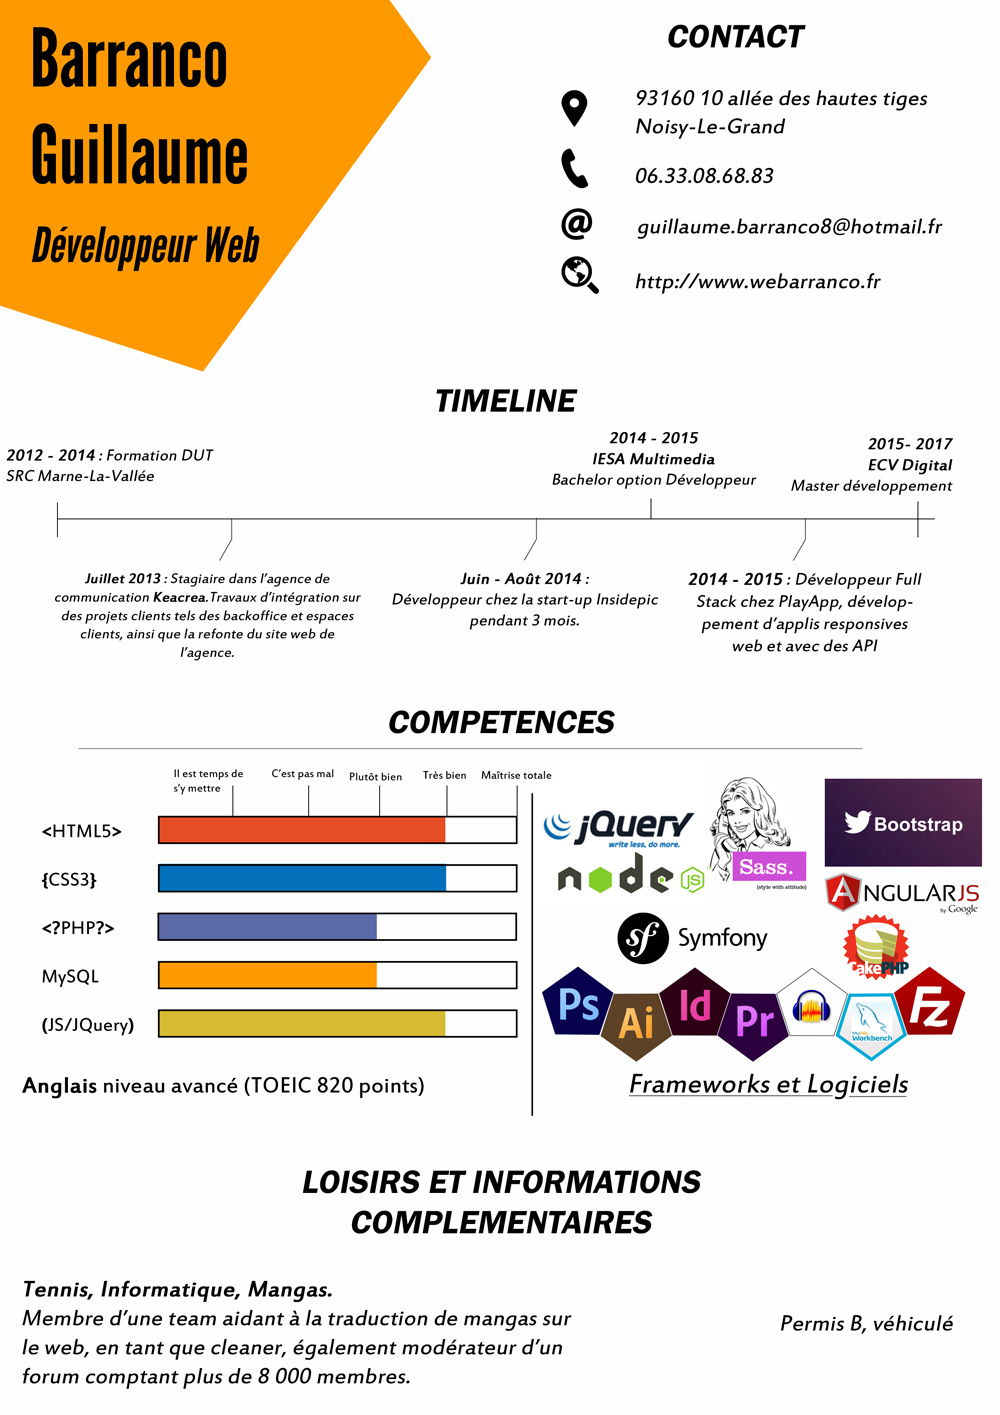 Barranco
Guillaume
Développeur Web
CONTACT
93160 10 allée des hautes tiges
Noisy-Le-Grand
06.33.08.68.83
guillaume.barranco8@hotmail.fr
http://www.webarranco.fr
TIMELINE
2012 - 2014 : Formation DUT
SRC Marne-La-Vallée
2014 - 2015
IESA Multimedia
Bachelor option Développeur
2015- 2017
ECV Digital
Master développement
Juillet 2013 : Stagiaire dans l'agence de
communication Keacrea. Travaux d'intégration sur
des projets clients tels des backoffice et espaces
clients, ainsi que la refonte du site web de
l'agence.
Juin - Août 2014 :
Développeur chez la start-up Insidepic
pendant 3 mois.
2014 - 2015 : Développeur Full
Stack chez PlayApp, dévelop-
pement d'applis responsives
web et avec des API
COMPETENCES
Il est temps de
s'y mettre
C'est pas mal
Plutôt bien
Très bien
Maîtrise totale
<HTML5>
{CSS3}
<?PHP?>
MySQL
(JS/JQuery)
Anglais niveau avancé (TOEIC 820 points)
jQuery
write less, do more.
node
JS
Sass.
{style with attitude}
Bootstrap
ANGULARJS
by Google
sf Symfony
CakePHP
Ps
Ai
Id
Pr
MySQL
Workbench
Fz
Frameworks et Logiciels
LOISIRS ET INFORMATIONS
COMPLEMENTAIRES
Tennis, Informatique, Mangas.
Membre d'une team aidant à la traduction de mangas sur
le web, en tant que cleaner, également modérateur d'un
forum comptant plus de 8 000 membres.
Permis B, véhiculé